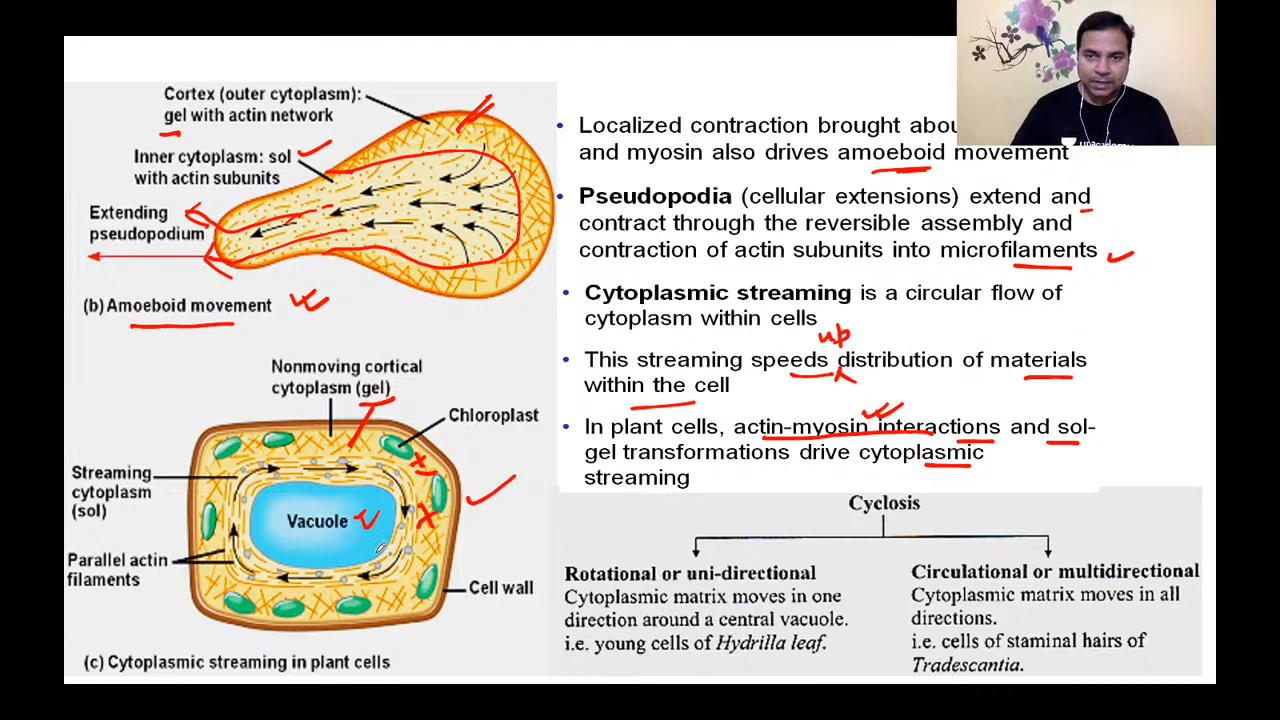 Cortex (outer cytoplasm):
gel with actin network
Inner cytoplasm: sol
with actin subunits
Extending
pseudopodium
(b) Amoeboid movement
Nonmoving cortical
cytoplasm (gel)
Chloroplast
Streaming
cytoplasm
(sol)
Vacuole
Parallel actin
filaments
Cell wall
(c) Cytoplasmic streaming in plant cells
• Localized contraction brought
and myosin also drives amoeboid movement
• Pseudopodia (cellular extensions) extend and
contract through the reversible assembly and
contraction of actin subunits into microfilaments
• Cytoplasmic streaming is a circular flow of
cytoplasm within cells
up
• This streaming speeds distribution of materials
within the cell
• In plant cells, actin-myosin interactions and sol-
gel transformations drive cytoplasmic
streaming
Cyclosis
Rotational or uni-directional
Cytoplasmic matrix moves in one
direction around a central vacuole.
i.e. young cells of Hydrilla leaf.
Circulational or multidirectional
Cytoplasmic matrix moves in all
directions.
i.e. cells of staminal hairs of
Tradescantia.